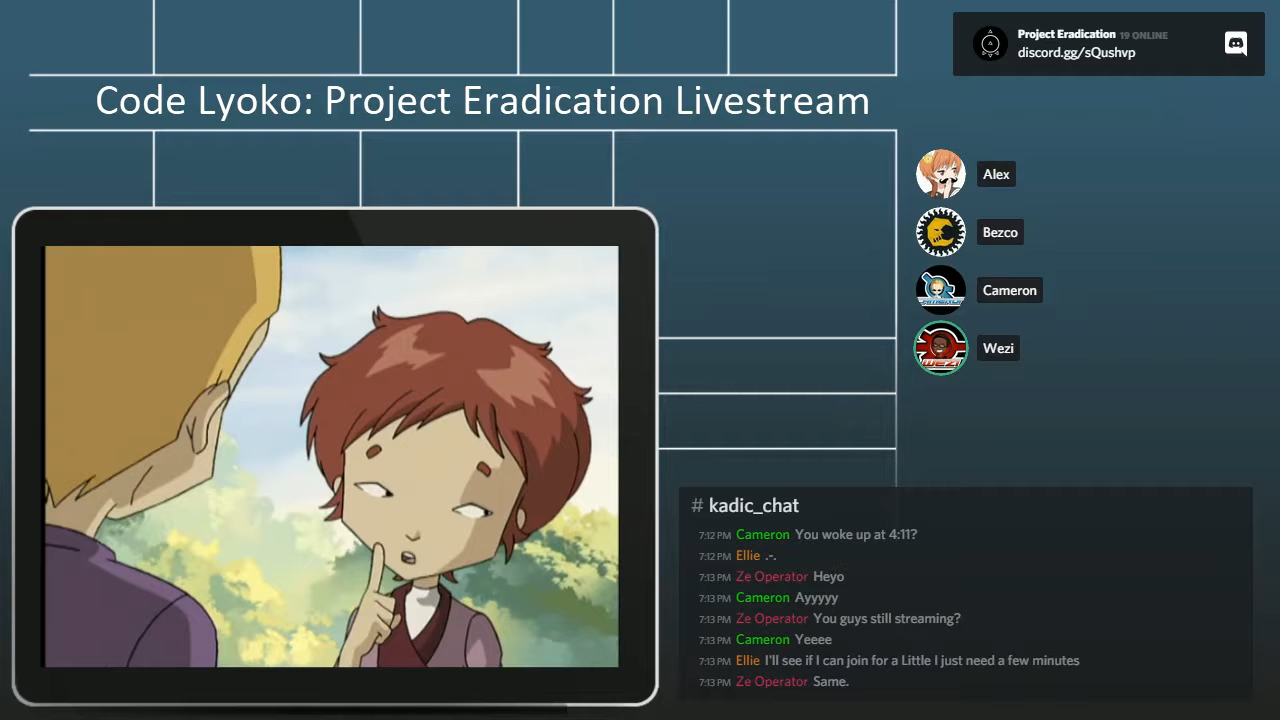 Project Eradication 19 ONLINE
discord.gg/sQushvp
Code Lyoko: Project Eradication Livestream
Alex
Bezco
Cameron
Wezi
# kadic_chat
7:12 PM Cameron You woke up at 4:11?
7:12 PM Ellie .-.
7:13 PM Ze Operator Heyo
7:13 PM Cameron Ayyyyy
7:13 PM Ze Operator You guys still streaming?
7:13 PM Cameron Yeeee
7:13 PM Ellie I'll see if I can join for a Little I just need a few minutes
7:13 PM Ze Operator Same.